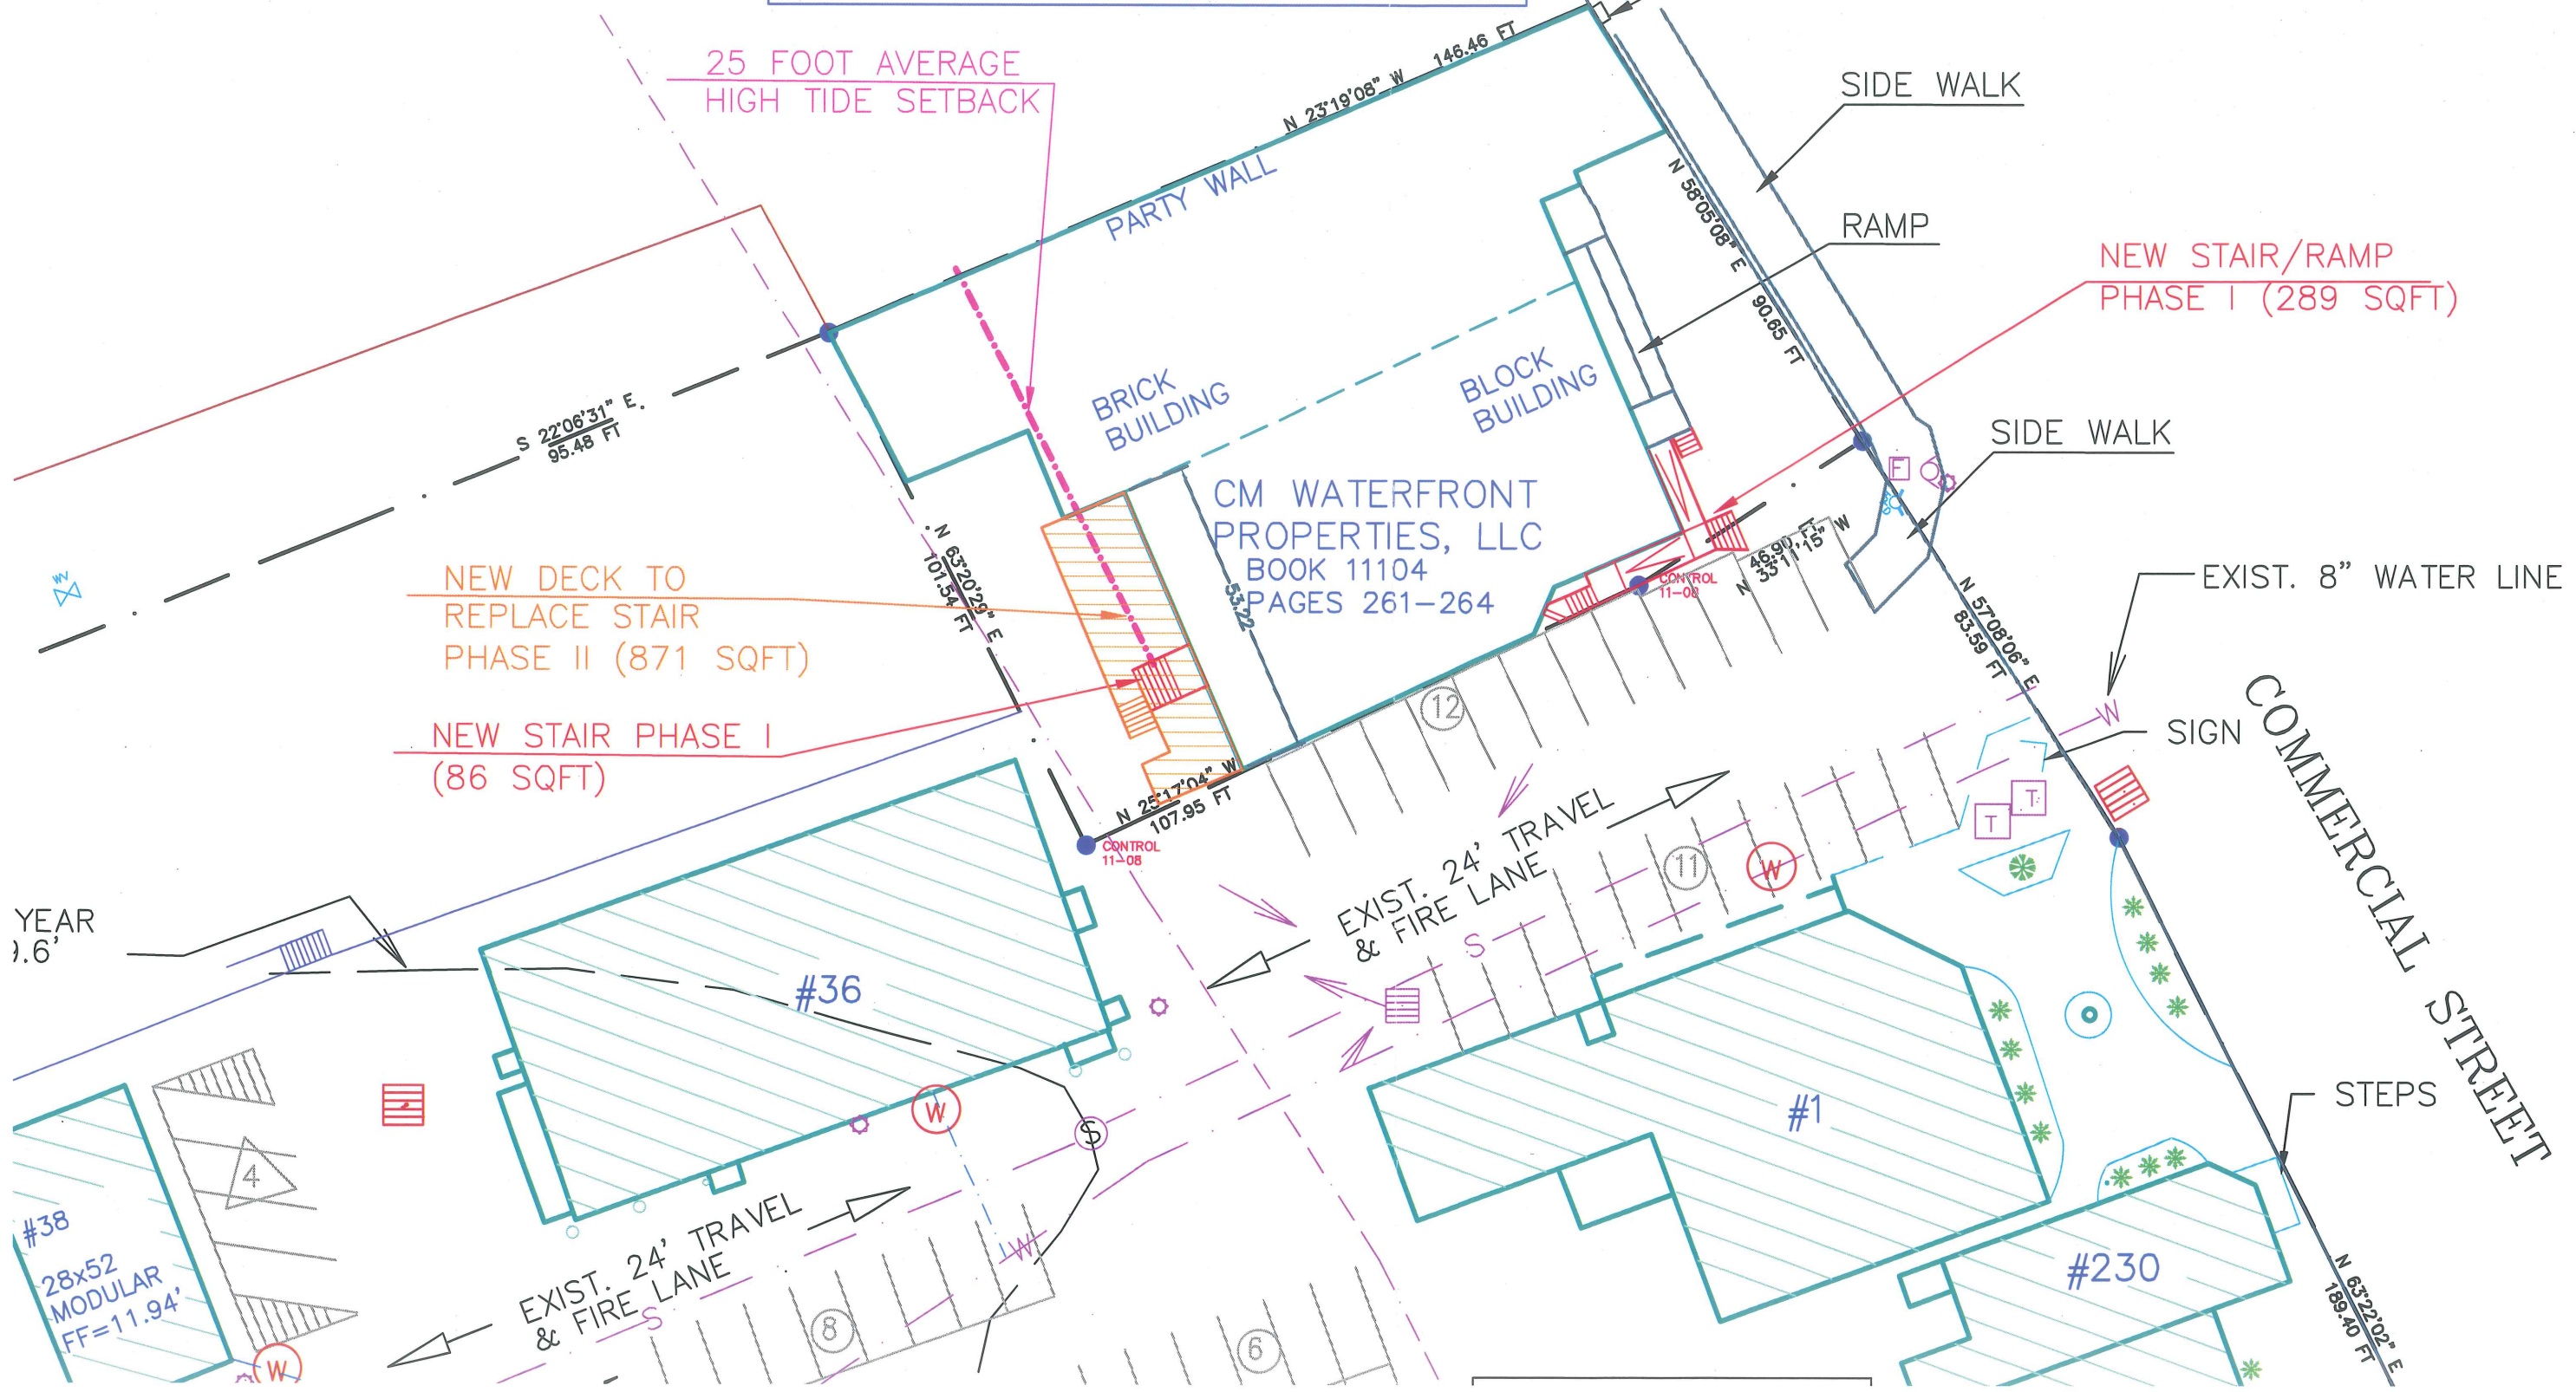 25 FOOT AVERAGE
HIGH TIDE SETBACK
N 23°19'08" W 146.46 FT
SIDE WALK
PARTY WALL
N 58°05'08" E
90.65 FT
RAMP
NEW STAIR/RAMP
PHASE I (289 SQFT)
S 22°06'31" E
95.48 FT
BRICK
BUILDING
BLOCK
BUILDING
SIDE WALK
F
CM WATERFRONT
PROPERTIES, LLC
BOOK 11104
PAGES 261-264
53.22
N 63°20'29" E
101.54 FT
46.90 FT
N 33°11'15" W
CONTROL
11-08
WV
NEW DECK TO
REPLACE STAIR
PHASE II (871 SQFT)
N 57°08'06" E
83.59 FT
EXIST. 8" WATER LINE
NEW STAIR PHASE I
(86 SQFT)
12
W
SIGN
T
T
N 25°17'04" W
107.95 FT
CONTROL
11-08
EXIST. 24' TRAVEL
& FIRE LANE
11
W
S
COMMERCIAL STREET
YEAR
9.6'
#36
#1
STEPS
W
S
4
#38
28x52
MODULAR
FF=11.94'
EXIST. 24' TRAVEL
& FIRE LANE
W
S
8
6
W
#230
N 63°22'02" E
189.40 FT